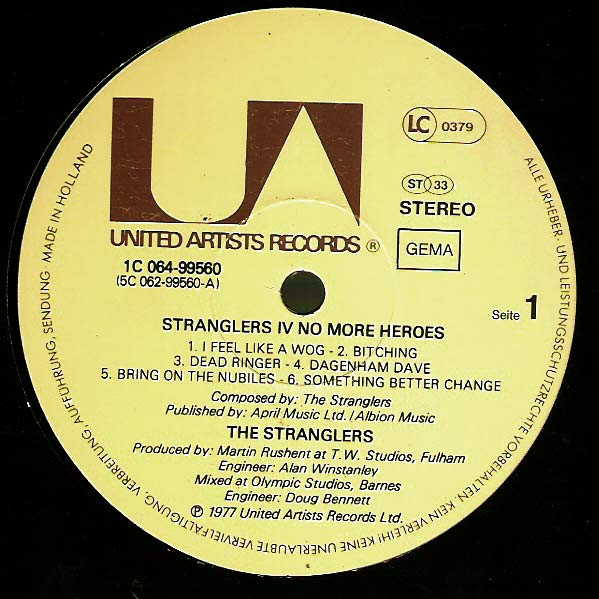 UA
LC 0379
ST 33
STEREO
UNITED ARTISTS RECORDS ®
GEMA
1C 064-99560
(5C 062-99560-A)
Seite 1
STRANGLERS IV NO MORE HEROES
1. I FEEL LIKE A WOG - 2. BITCHING
3. DEAD RINGER - 4. DAGENHAM DAVE
5. BRING ON THE NUBILES - 6. SOMETHING BETTER CHANGE
Composed by: The Stranglers
Published by: April Music Ltd./Albion Music
THE STRANGLERS
Produced by: Martin Rushent at T.W. Studios, Fulham
Engineer: Alan Winstanley
Mixed at Olympic Studios, Barnes
Engineer: Doug Bennett
℗ 1977 United Artists Records Ltd.
ALLE URHEBER- UND LEISTUNGSSCHUTZRECHTE VORBEHALTEN, KEIN VERLEIH! KEINE UNERLAUBTE VERVIELFÄLTIGUNG, VERBREITUNG, AUFFÜHRUNG, SENDUNG · MADE IN HOLLAND